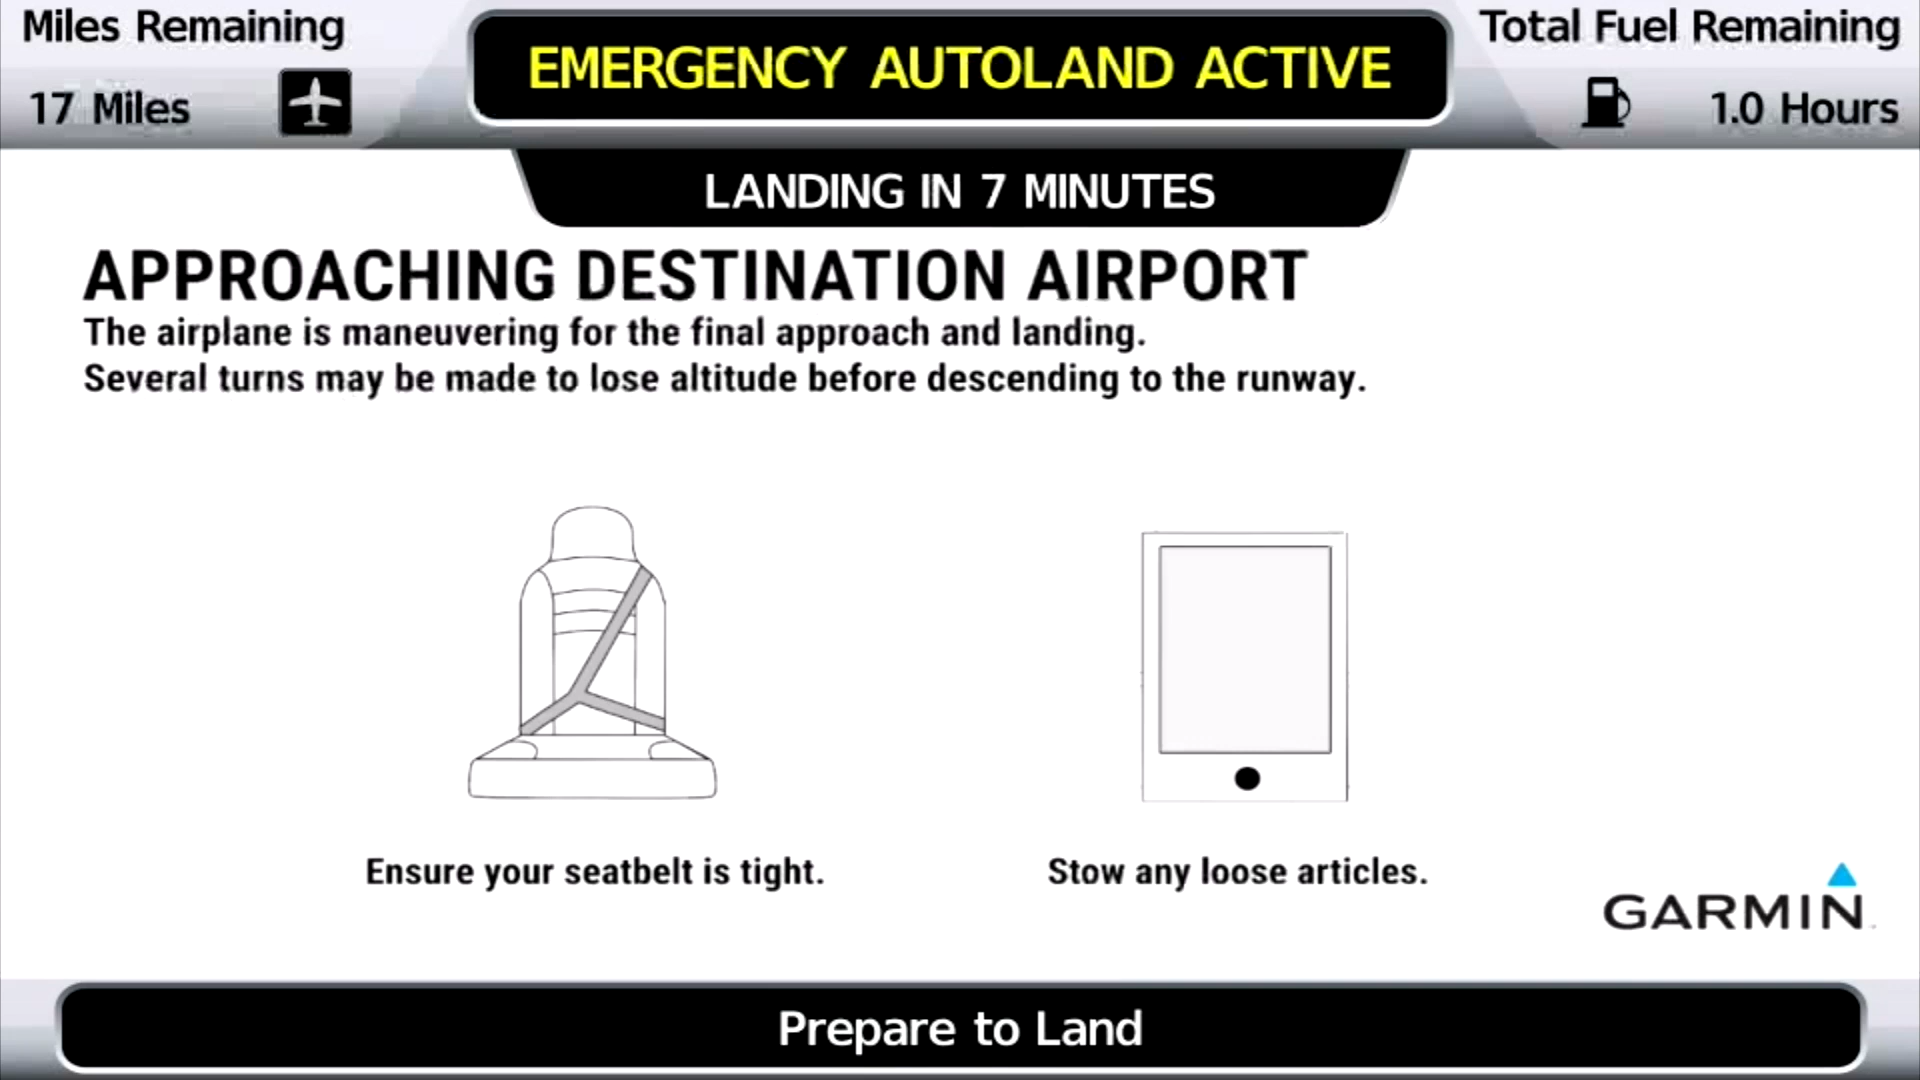 Miles Remaining
17 Miles
EMERGENCY AUTOLAND ACTIVE
Total Fuel Remaining
1.0 Hours
LANDING IN 7 MINUTES
APPROACHING DESTINATION AIRPORT
The airplane is maneuvering for the final approach and landing.
Several turns may be made to lose altitude before descending to the runway.
Ensure your seatbelt is tight.
Stow any loose articles.
GARMIN
Prepare to Land